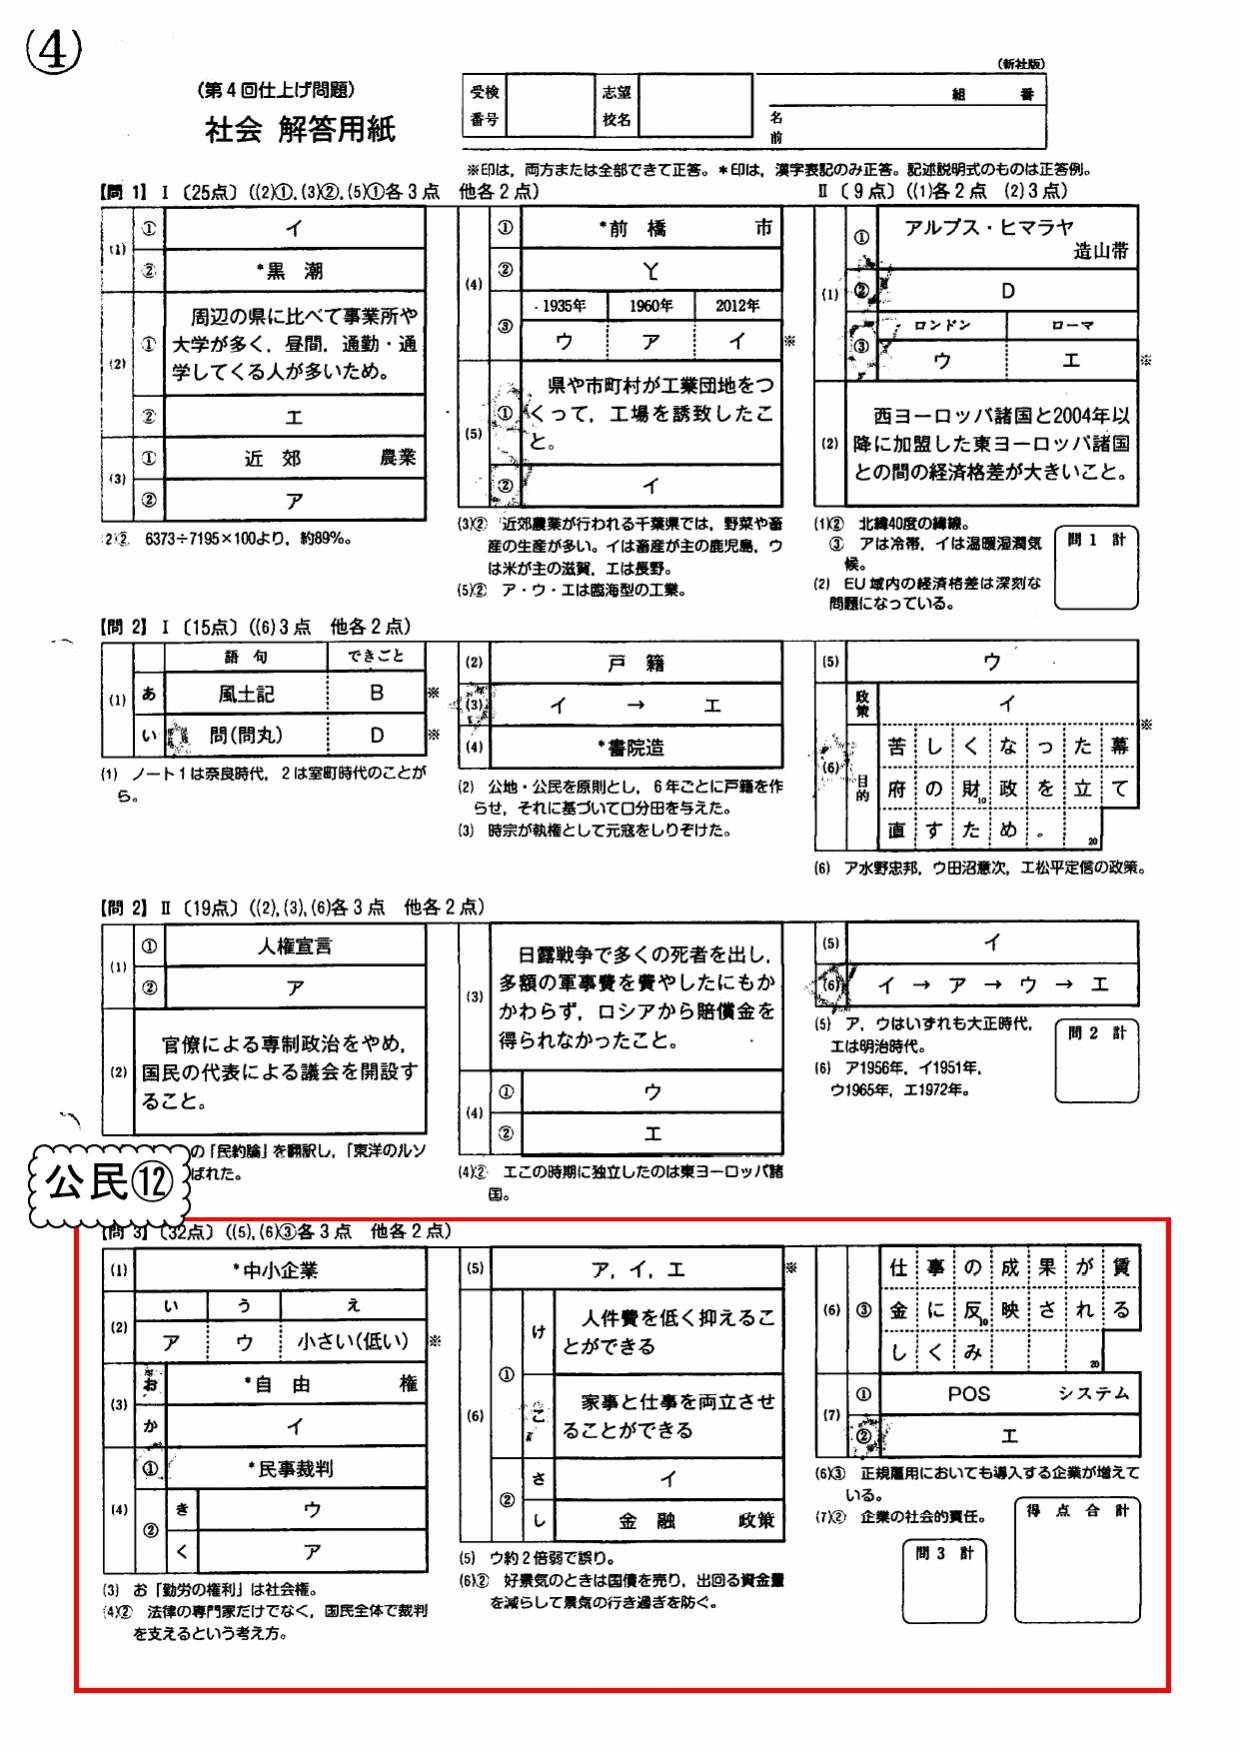 ④
(新社版)
(第4回仕上げ問題)
社会 解答用紙
受検番号
志望校名
組 番
名前
※印は，両方または全部できて正答。＊印は，漢字表記のみ正答。記述説明式のものは正答例。
【問 1】 Ⅰ 〔25点〕((2)①,(3)②,(5)①各3点 他各2点)
(1) ① イ
② *黒 潮
(2) ① 周辺の県に比べて事業所や
大学が多く，昼間，通勤・通
学してくる人が多いため。
② エ
(3) ① 近 郊 農業
② ア
(2)② 6373÷7195×100より，約89%。
(4) ① *前 橋 市
② Y
③ 1935年 1960年 2012年
ウ ア イ ※
(5) ① 県や市町村が工業団地をつ
くって，工場を誘致したこ
と。
② イ
(3)② 近郊農業が行われる千葉県では，野菜や畜
産の生産が多い。イは畜産が主の鹿児島，ウ
は米が主の滋賀，エは長野。
(5)② ア・ウ・エは臨海型の工業。
Ⅱ 〔9点〕((1)各2点 (2)3点)
(1) ① アルプス・ヒマラヤ
造山帯
② D
③ ロンドン ローマ
ウ エ ※
(2) 西ヨーロッパ諸国と2004年以
降に加盟した東ヨーロッパ諸国
との間の経済格差が大きいこと。
(1)② 北緯40度の緯線。
③ アは冷帯，イは温暖湿潤気
候。
(2) EU域内の経済格差は深刻な
問題になっている。
問 1 計
【問 2】 Ⅰ 〔15点〕((6)3点 他各2点)
語 句 できごと
(1) あ 風土記 B ※
い 問(問丸) D ※
(1) ノート1は奈良時代，2は室町時代のことが
ら。
(2) 戸 籍
(3) イ → エ
(4) *書院造
(2) 公地・公民を原則とし，6年ごとに戸籍を作
らせ，それに基づいて口分田を与えた。
(3) 時宗が執権として元寇をしりぞけた。
(5) ウ
(6) 政策 イ ※
目的 苦しくなった幕
府の財政を立て
10
直すため。
20
(6) ア水野忠邦，ウ田沼意次，エ松平定信の政策。
【問 2】 Ⅱ 〔19点〕((2),(3),(6)各3点 他各2点)
(1) ① 人権宣言
② ア
(2) 官僚による専制政治をやめ，
国民の代表による議会を開設す
ること。
の「民約論」を翻訳し，「東洋のルソ
ばれた。
(3) 日露戦争で多くの死者を出し，
多額の軍事費を費やしたにもか
かわらず，ロシアから賠償金を
得られなかったこと。
(4) ① ウ
② エ
(4)② エこの時期に独立したのは東ヨーロッパ諸
国。
(5) イ
(6) イ → ア → ウ → エ
(5) ア，ウはいずれも大正時代，
エは明治時代。
(6) ア1956年，イ1951年，
ウ1965年，エ1972年。
問 2 計
公民⑫
【問 3】〔32点〕((5),(6)③各3点 他各2点)
(1) *中小企業
(2) い う え
ア ウ 小さい(低い) ※
(3) お *自 由 権
か イ
(4) ① *民事裁判
② き ウ
く ア
(3) お「勤労の権利」は社会権。
(4)② 法律の専門家だけでなく，国民全体で裁判
を支えるという考え方。
(5) ア，イ，エ ※
(6) ① け 人件費を低く抑えるこ
とができる
こ 家事と仕事を両立させ
ることができる
② さ イ
し 金 融 政策
(5) ウ約2倍弱で誤り。
(6)② 好景気のときは国債を売り，出回る資金量
を減らして景気の行き過ぎを防ぐ。
(6) ③ 仕事の成果が賃
金に反映される
10
しくみ
20
(7) ① POS システム
② エ
(6)③ 正規雇用においても導入する企業が増えて
いる。
(7)② 企業の社会的責任。
問 3 計
得 点 合 計